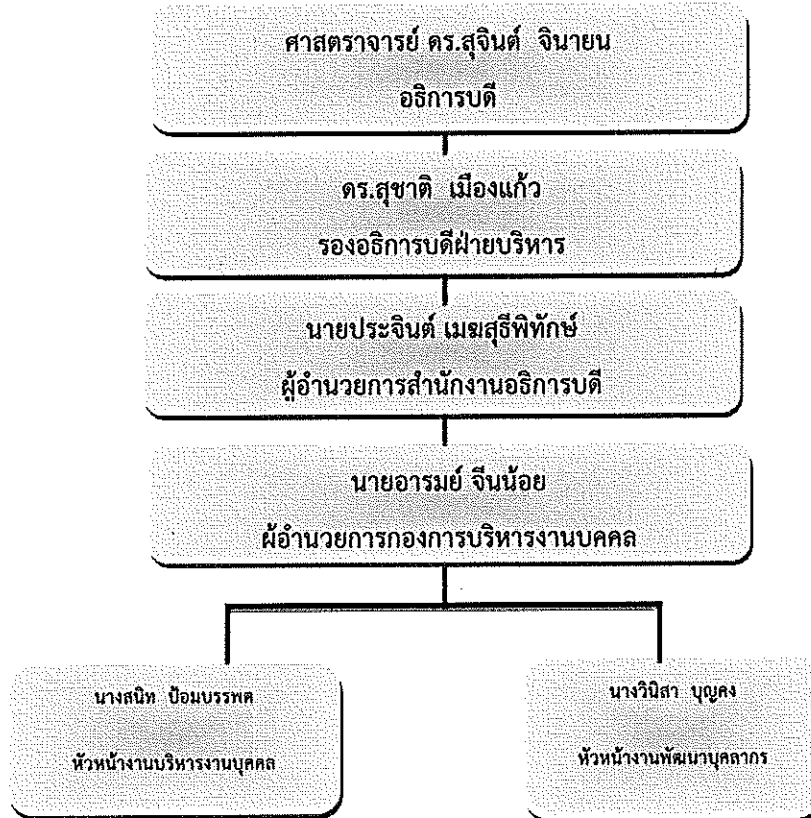 ศาสตราจารย์ ดร.สุจินต์ จินายน
อธิการบดี
ดร.สุชาติ เมืองแก้ว
รองอธิการบดีฝ่ายบริหาร
นายประจินต์ เมฆสุธีพิทักษ์
ผู้อำนวยการสำนักงานอธิการบดี
นายอารมย์ จีนน้อย
ผู้อำนวยการกองการบริหารงานบุคคล
นางสนิท ป้อมบรรพต
หัวหน้างานบริหารงานบุคคล
นางวินิสา บุญคง
หัวหน้างานพัฒนาบุคลากร